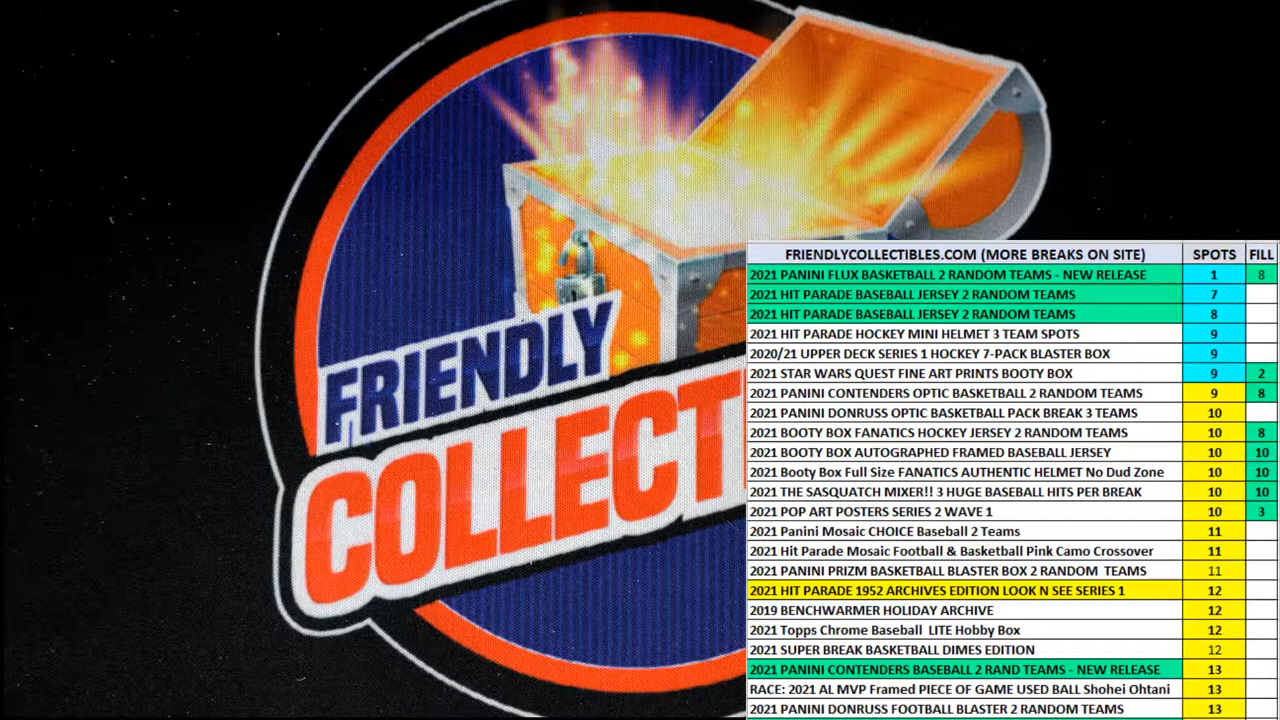 FRIENDLY
COLLECT
FRIENDLYCOLLECTIBLES.COM (MORE BREAKS ON SITE) SPOTS FILL
2021 PANINI FLUX BASKETBALL 2 RANDOM TEAMS - NEW RELEASE 1 8
2021 HIT PARADE BASEBALL JERSEY 2 RANDOM TEAMS 7
2021 HIT PARADE BASEBALL JERSEY 2 RANDOM TEAMS 8
2021 HIT PARADE HOCKEY MINI HELMET 3 TEAM SPOTS 9
2020/21 UPPER DECK SERIES 1 HOCKEY 7-PACK BLASTER BOX 9
2021 STAR WARS QUEST FINE ART PRINTS BOOTY BOX 9 2
2021 PANINI CONTENDERS OPTIC BASKETBALL 2 RANDOM TEAMS 9 8
2021 PANINI DONRUSS OPTIC BASKETBALL PACK BREAK 3 TEAMS 10
2021 BOOTY BOX FANATICS HOCKEY JERSEY 2 RANDOM TEAMS 10 8
2021 BOOTY BOX AUTOGRAPHED FRAMED BASEBALL JERSEY 10 10
2021 Booty Box Full Size FANATICS AUTHENTIC HELMET No Dud Zone 10 10
2021 THE SASQUATCH MIXER!! 3 HUGE BASEBALL HITS PER BREAK 10 10
2021 POP ART POSTERS SERIES 2 WAVE 1 10 3
2021 Panini Mosaic CHOICE Baseball 2 Teams 11
2021 Hit Parade Mosaic Football & Basketball Pink Camo Crossover 11
2021 PANINI PRIZM BASKETBALL BLASTER BOX 2 RANDOM TEAMS 11
2021 HIT PARADE 1952 ARCHIVES EDITION LOOK N SEE SERIES 1 12
2019 BENCHWARMER HOLIDAY ARCHIVE 12
2021 Topps Chrome Baseball LITE Hobby Box 12
2021 SUPER BREAK BASKETBALL DIMES EDITION 12
2021 PANINI CONTENDERS BASEBALL 2 RAND TEAMS - NEW RELEASE 13
RACE: 2021 AL MVP Framed PIECE OF GAME USED BALL Shohei Ohtani 13
2021 PANINI DONRUSS FOOTBALL BLASTER 2 RANDOM TEAMS 13